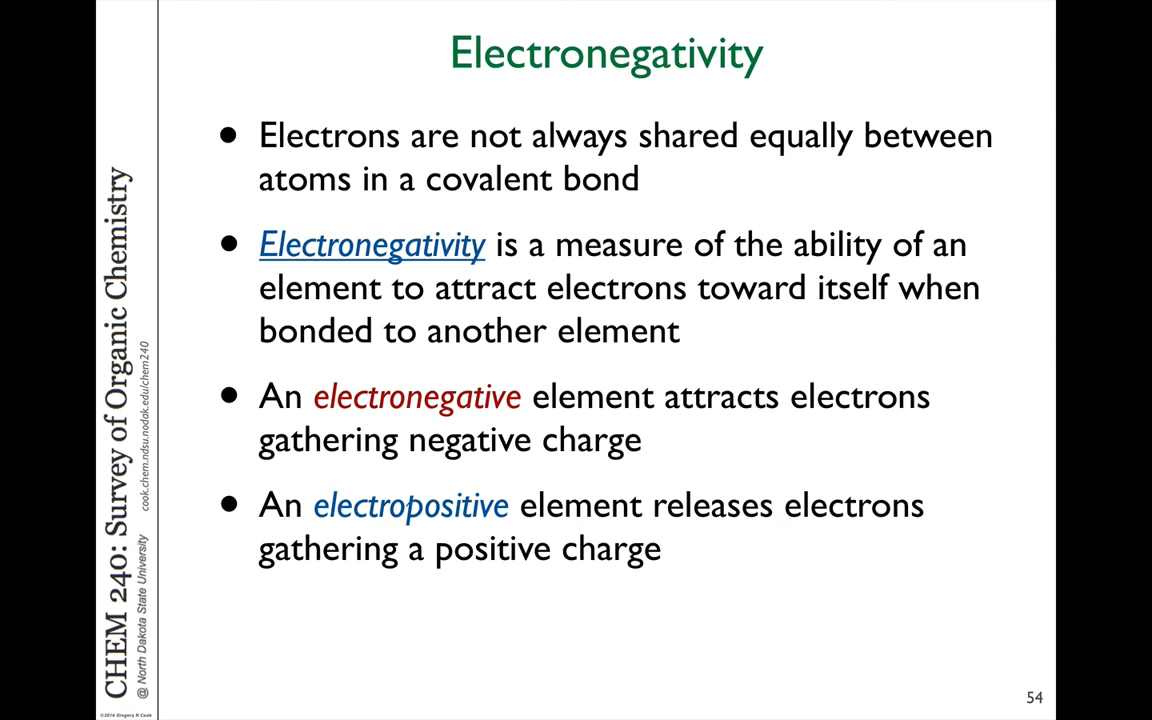 Electronegativity
● Electrons are not always shared equally between
atoms in a covalent bond
● Electronegativity is a measure of the ability of an
element to attract electrons toward itself when
bonded to another element
● An electronegative element attracts electrons
gathering negative charge
● An electropositive element releases electrons
gathering a positive charge
CHEM 240: Survey of Organic Chemistry
@ North Dakota State University cook.chem.ndsu.nodak.edu/chem240
©2016 Gregory R Cook
54